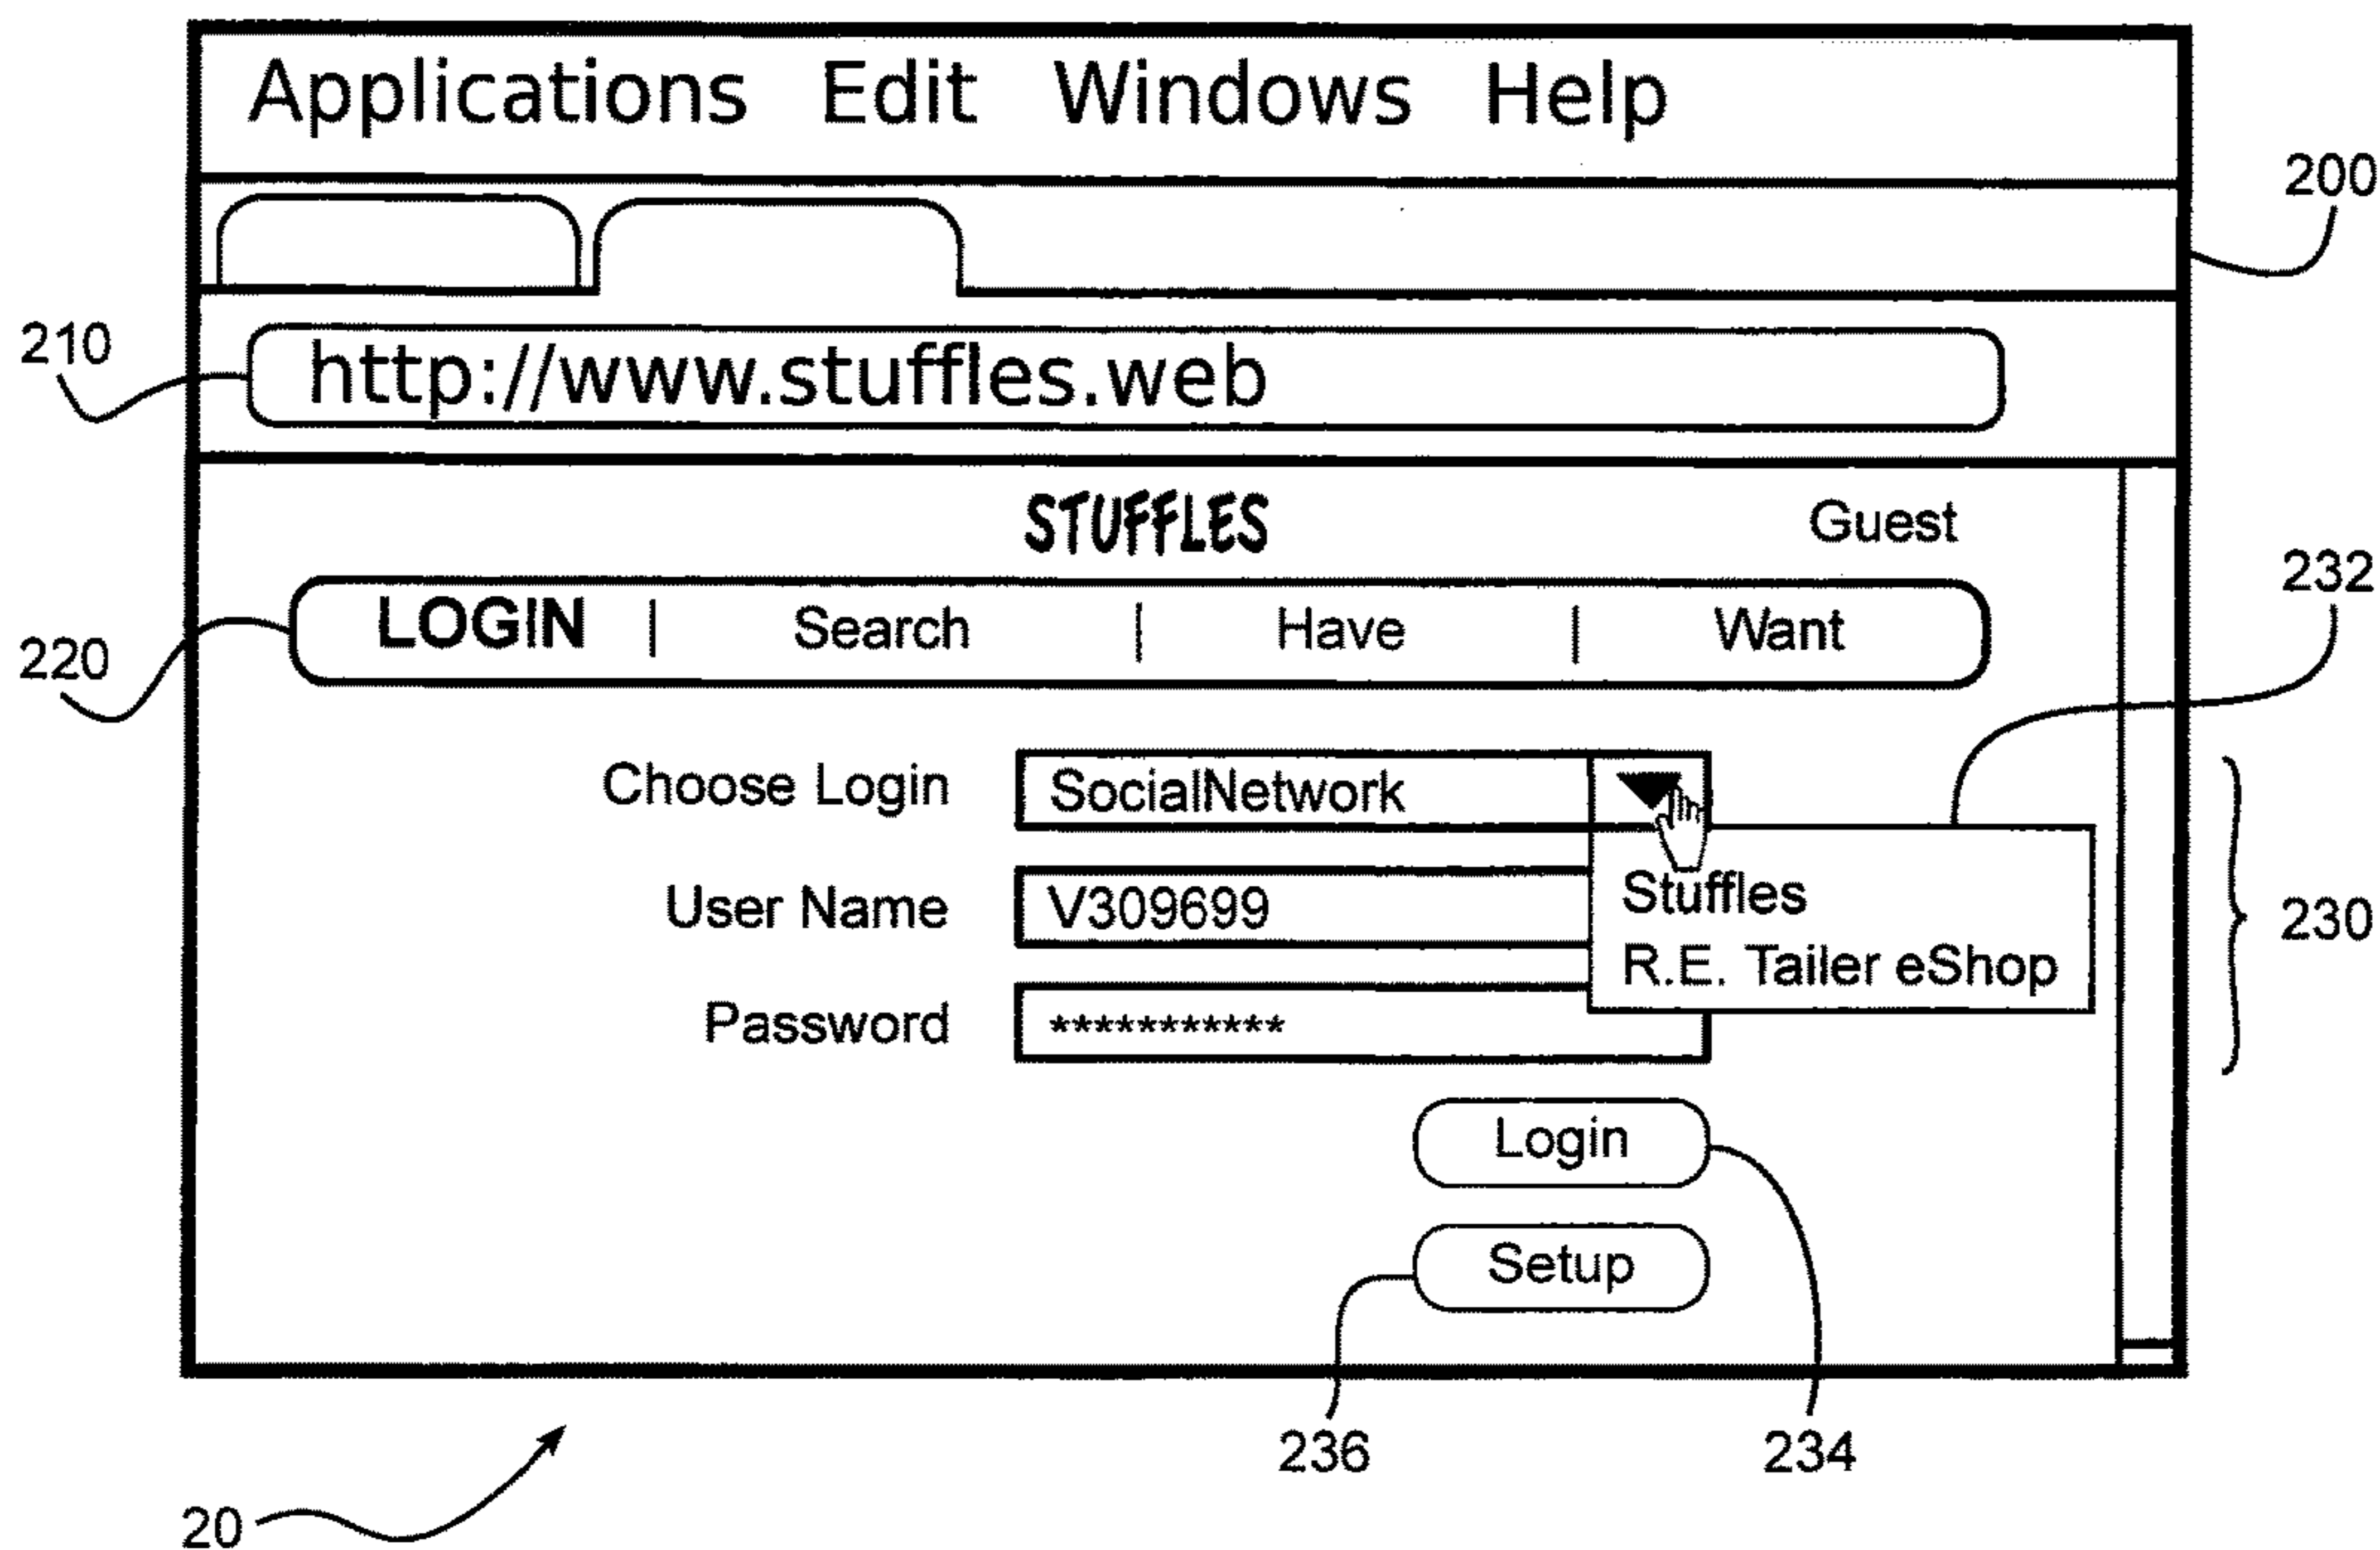 Applications Edit Windows Help
200
210
http://www.stuffles.web
STUFFLES
Guest
232
220
LOGIN | Search | Have | Want
Choose Login
SocialNetwork
User Name
V309699
Stuffles
R.E. Tailer eShop
230
Password
***********
Login
Setup
236
234
20